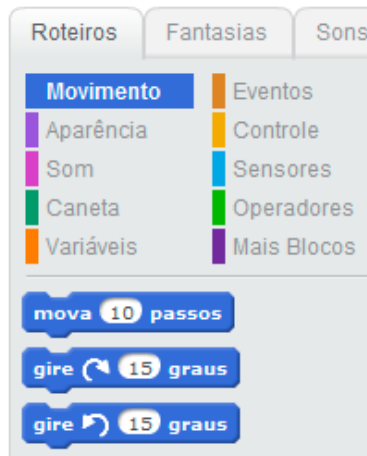 Roteiros Fantasias Sons
Movimento Eventos
Aparência Controle
Som Sensores
Caneta Operadores
Variáveis Mais Blocos
mova 10 passos
gire 15 graus
gire 15 graus